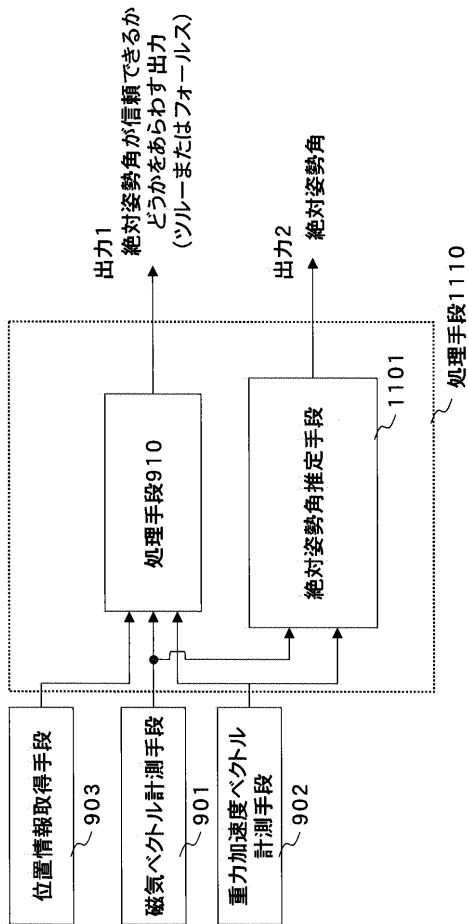 位置情報取得手段
903
磁気ベクトル計測手段
901
重力加速度ベクトル
計測手段
902
処理手段910
絶対姿勢角推定手段
1101
処理手段1110
出力1
絶対姿勢角が信頼できるか
どうかをあらわす出力
(ツルーまたはフォールス)
出力2
絶対姿勢角